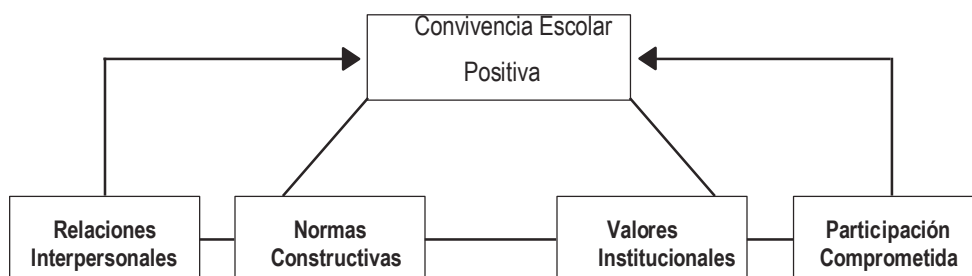 Convivencia Escolar
Positiva
Relaciones
Interpersonales
Normas
Constructivas
Valores
Institucionales
Participación
Comprometida